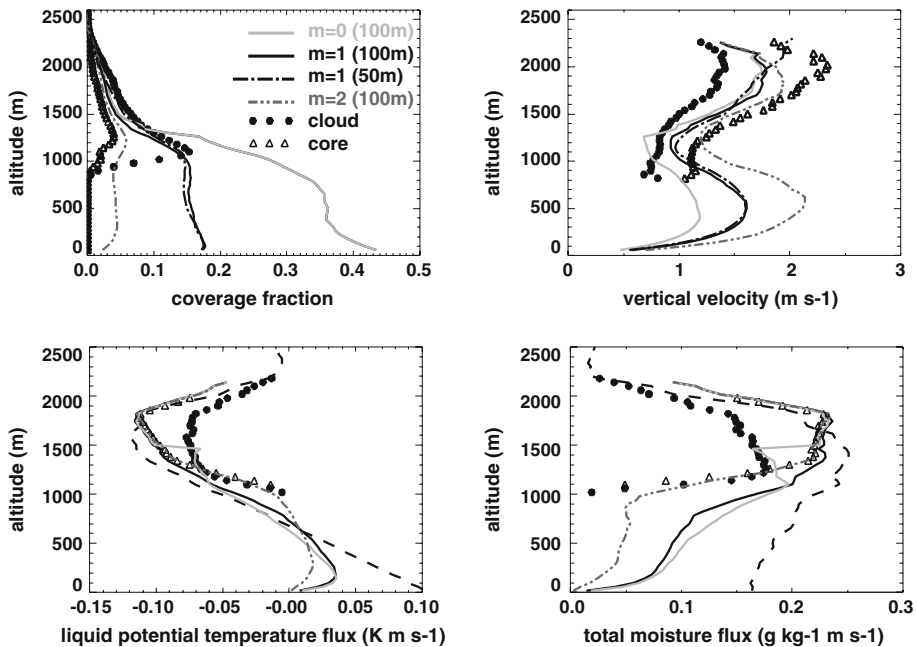 2500
2000
1500
1000
500
0
altitude (m)
0.0 0.1 0.2 0.3 0.4 0.5
coverage fraction
m=0 (100m)
m=1 (100m)
m=1 (50m)
m=2 (100m)
cloud
core
2500
2000
1500
1000
500
0
altitude (m)
0 1 2 3
vertical velocity (m s-1)
2500
2000
1500
1000
500
0
altitude (m)
-0.15 -0.10 -0.05 -0.00 0.05 0.10
liquid potential temperature flux (K m s-1)
2500
2000
1500
1000
500
0
altitude (m)
0.0 0.1 0.2 0.3
total moisture flux (g kg-1 m s-1)